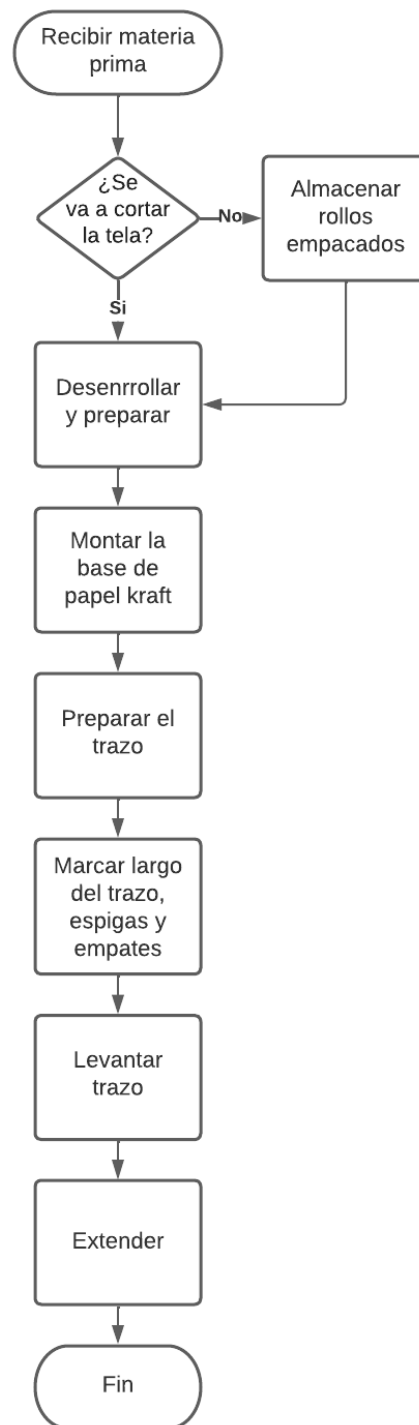 Recibir materia
prima
¿Se
va a cortar
la tela?
No
Almacenar
rollos
empacados
Si
Desenrrollar
y preparar
Montar la
base de
papel kraft
Preparar el
trazo
Marcar largo
del trazo,
espigas y
empates
Levantar
trazo
Extender
Fin